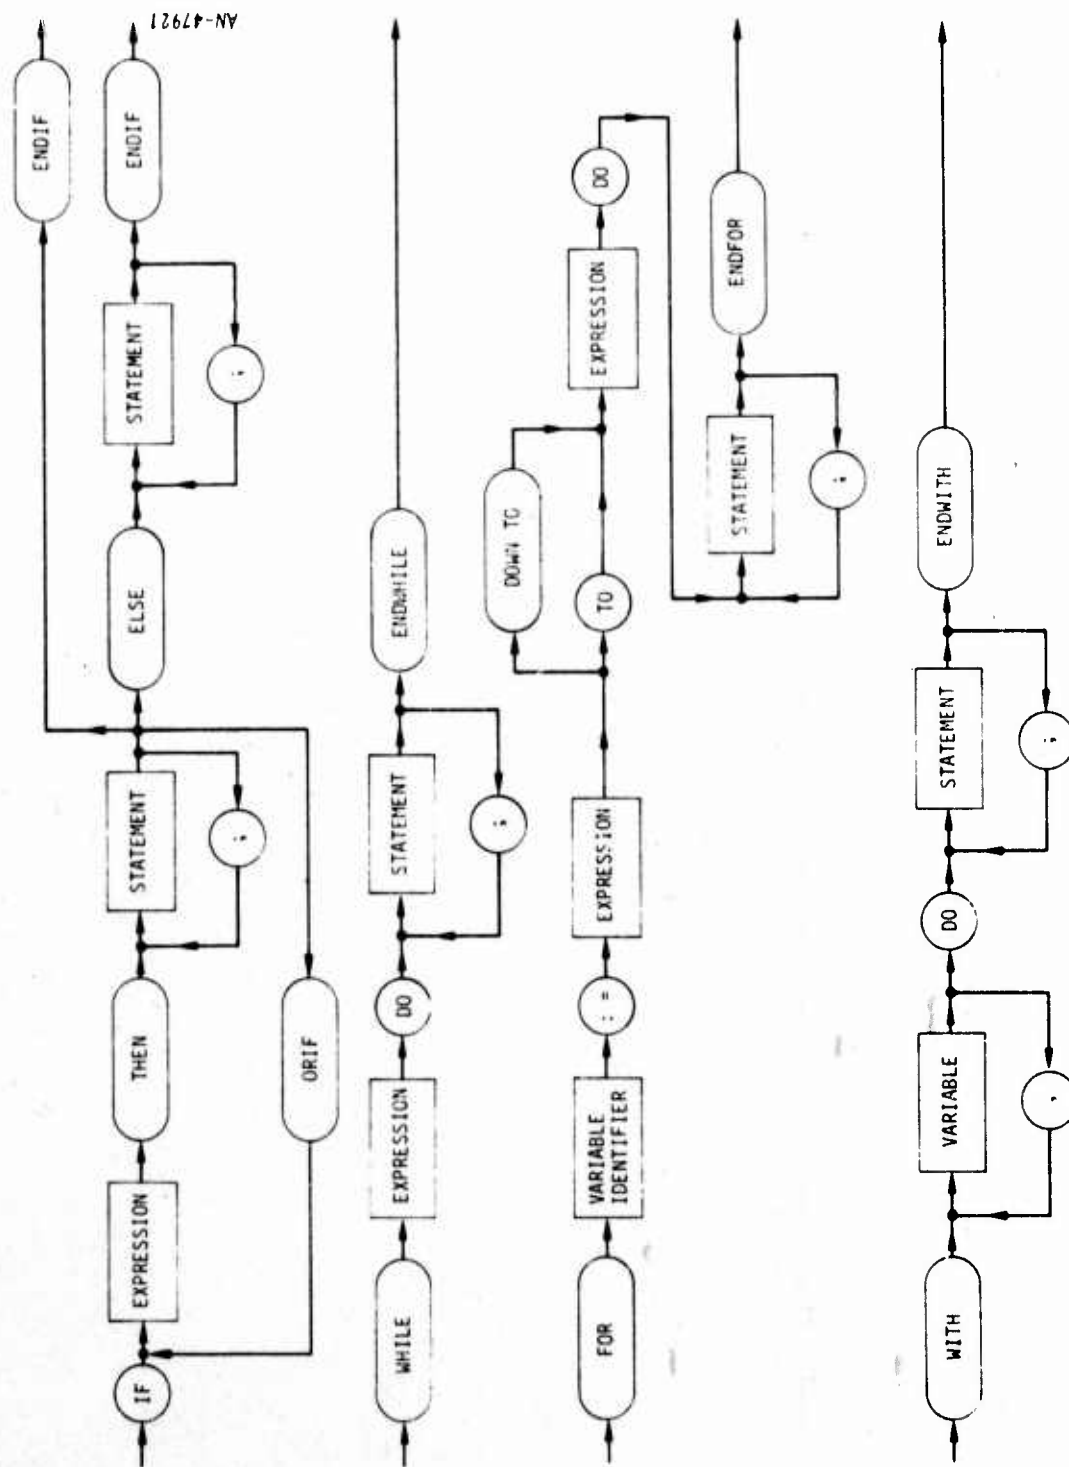 AN-47921
IF
EXPRESSION
THEN
STATEMENT
;
ORIF
ELSE
STATEMENT
;
ENDIF
ENDIF
WHILE
EXPRESSION
DO
STATEMENT
;
ENDWHILE
FOR
VARIABLE
IDENTIFIER
: =
EXPRESSION
TO
DOWN TO
EXPRESSION
DO
STATEMENT
;
ENDFOR
WITH
VARIABLE
,
DO
STATEMENT
;
ENDWITH